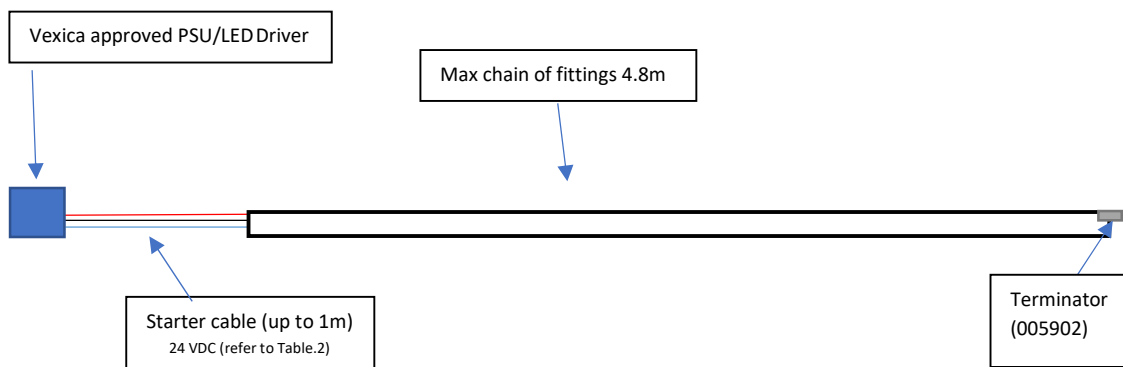 Vexica approved PSU/LED Driver
Max chain of fittings 4.8m
Starter cable (up to 1m)
24 VDC (refer to Table.2)
Terminator
(005902)